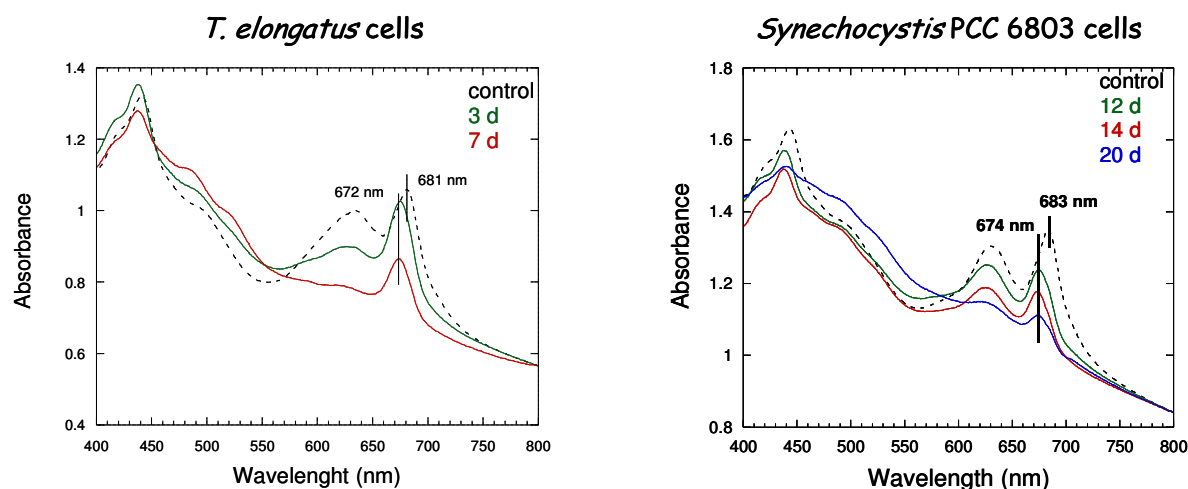 T. elongatus cells
1.4
1.2
1
0.8
0.6
0.4
Absorbance
control
3 d
7 d
672 nm
681 nm
400 450 500 550 600 650 700 750 800
Wavelenght (nm)
Synechocystis PCC 6803 cells
1.8
1.6
1.4
1.2
1
0.8
Absorbance
control
12 d
14 d
20 d
674 nm
683 nm
400 450 500 550 600 650 700 750 800
Wavelength (nm)